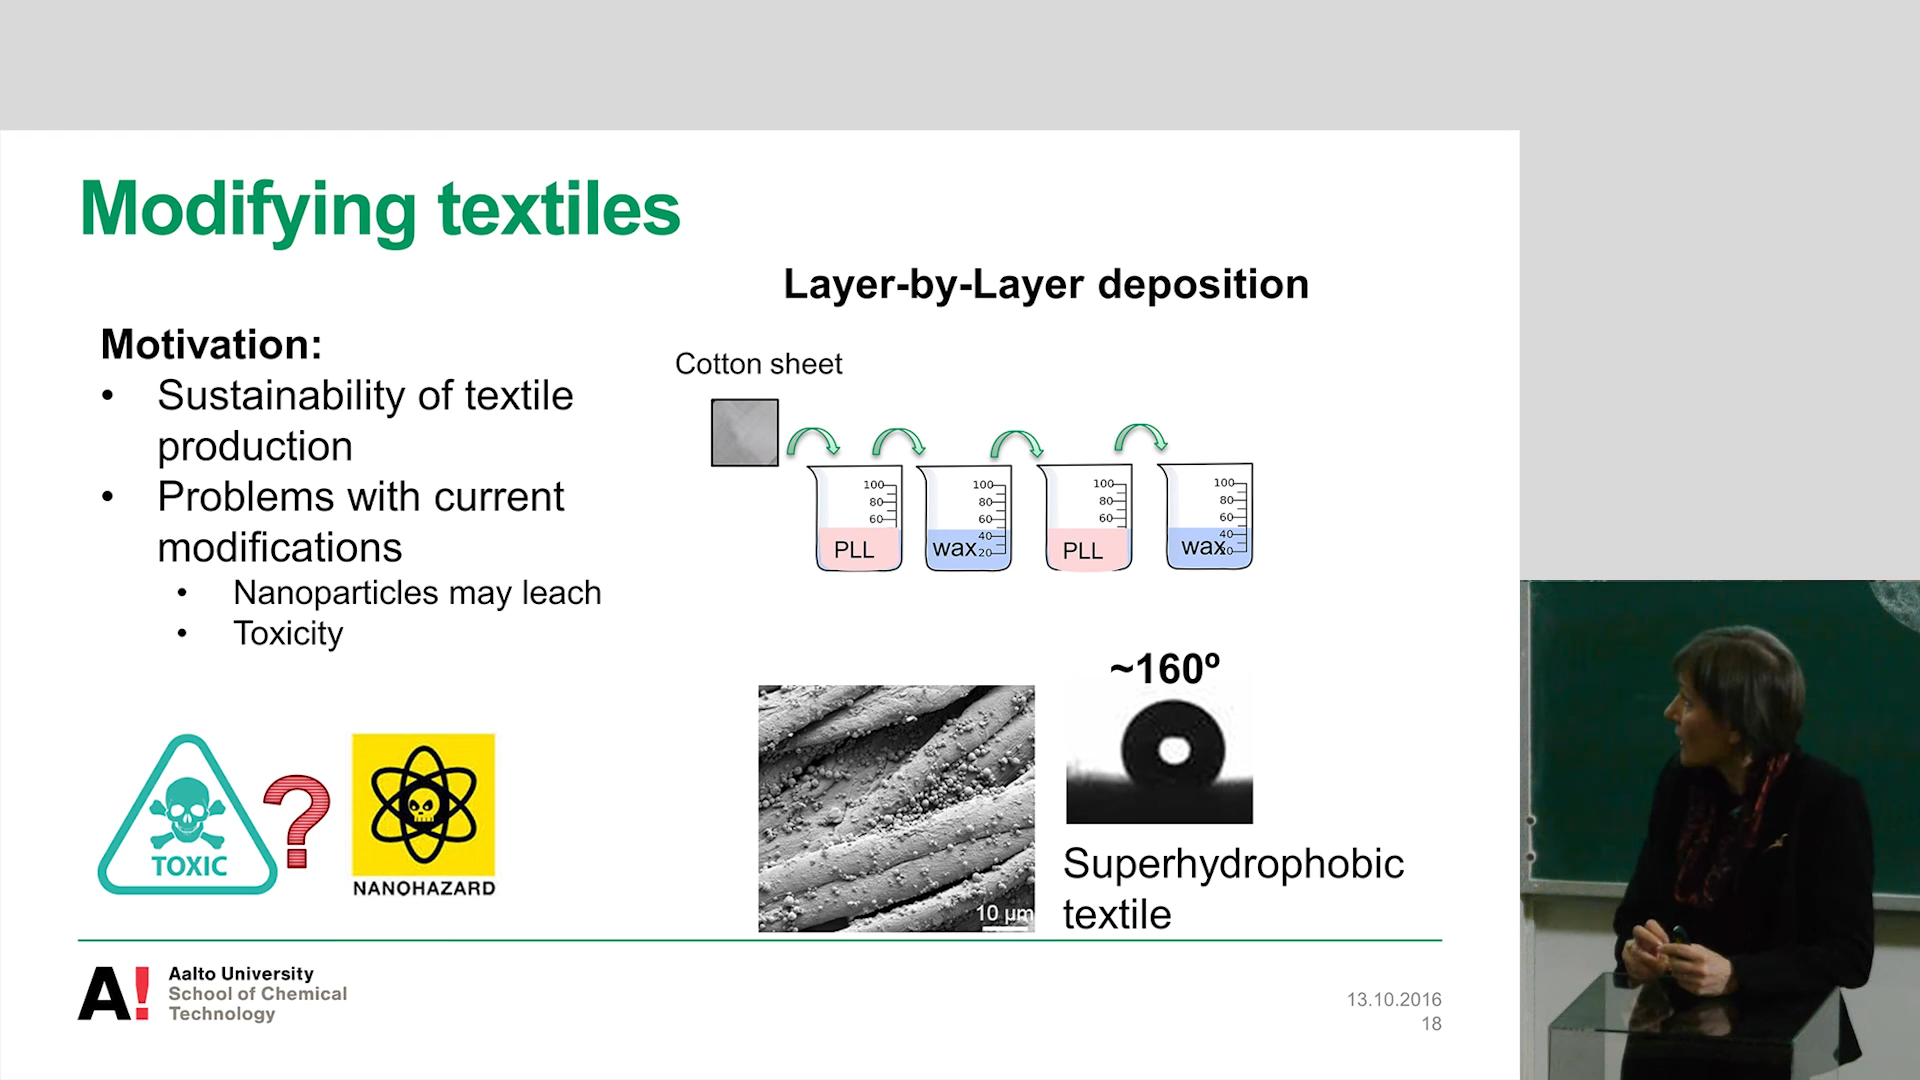 Modifying textiles
Layer-by-Layer deposition
Motivation:
• Sustainability of textile
production
• Problems with current
modifications
• Nanoparticles may leach
• Toxicity
Cotton sheet
100
80
60
PLL
100
80
60
40
20
wax
100
80
60
PLL
100
80
60
40
20
wax
~160º
10 µm
Superhydrophobic
textile
TOXIC
?
NANOHAZARD
A!
Aalto University
School of Chemical
Technology
13.10.2016
18